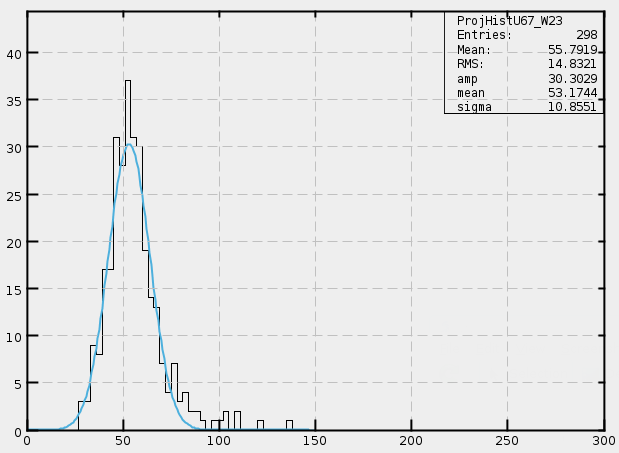 ProjHistU67_W23
Entries: 298
Mean: 55.7919
RMS: 14.8321
amp 30.3029
mean 53.1744
sigma 10.8551
40
35
30
25
20
15
10
5
0
0 50 100 150 200 250 300